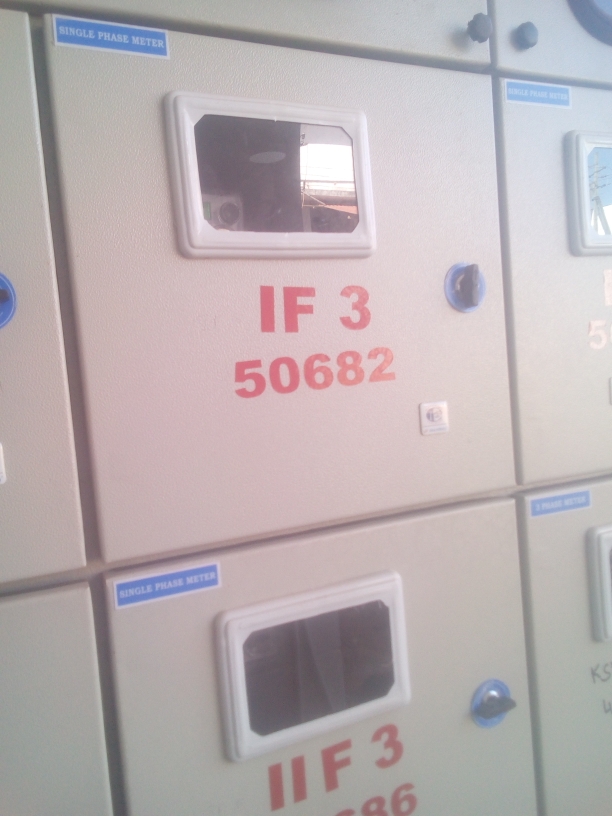 SINGLE PHASE METER
SINGLE PHASE METER
IF 3
50682
SINGLE PHASE METER
3 PHASE METER
IIF 3